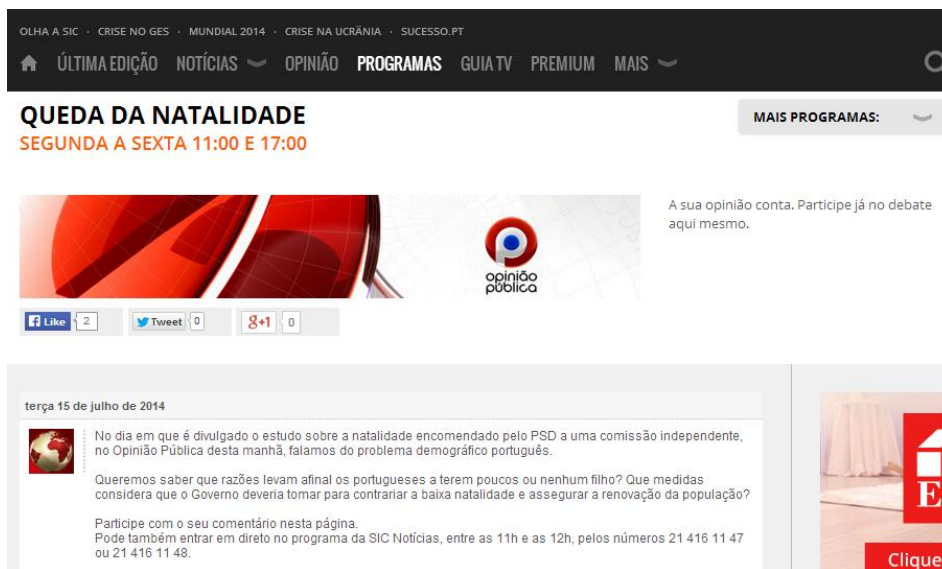 OLHA A SIC · CRISE NO GES · MUNDIAL 2014 · CRISE NA UCRÂNIA · SUCESSO.PT
ÚLTIMA EDIÇÃO NOTÍCIAS OPINIÃO PROGRAMAS GUIA TV PREMIUM MAIS
QUEDA DA NATALIDADE
SEGUNDA A SEXTA 11:00 E 17:00
MAIS PROGRAMAS:
A sua opinião conta. Participe já no debate
aqui mesmo.
opinião
pública
Like 2 Tweet 0 g+1 0
terça 15 de julho de 2014
No dia em que é divulgado o estudo sobre a natalidade encomendado pelo PSD a uma comissão independente,
no Opinião Pública desta manhã, falamos do problema demográfico português.
Queremos saber que razões levam afinal os portugueses a terem poucos ou nenhum filho? Que medidas
considera que o Governo deveria tomar para contrariar a baixa natalidade e assegurar a renovação da população?
Participe com o seu comentário nesta página.
Pode também entrar em direto no programa da SIC Notícias, entre as 11h e as 12h, pelos números 21 416 11 47
ou 21 416 11 48.
E
Clique